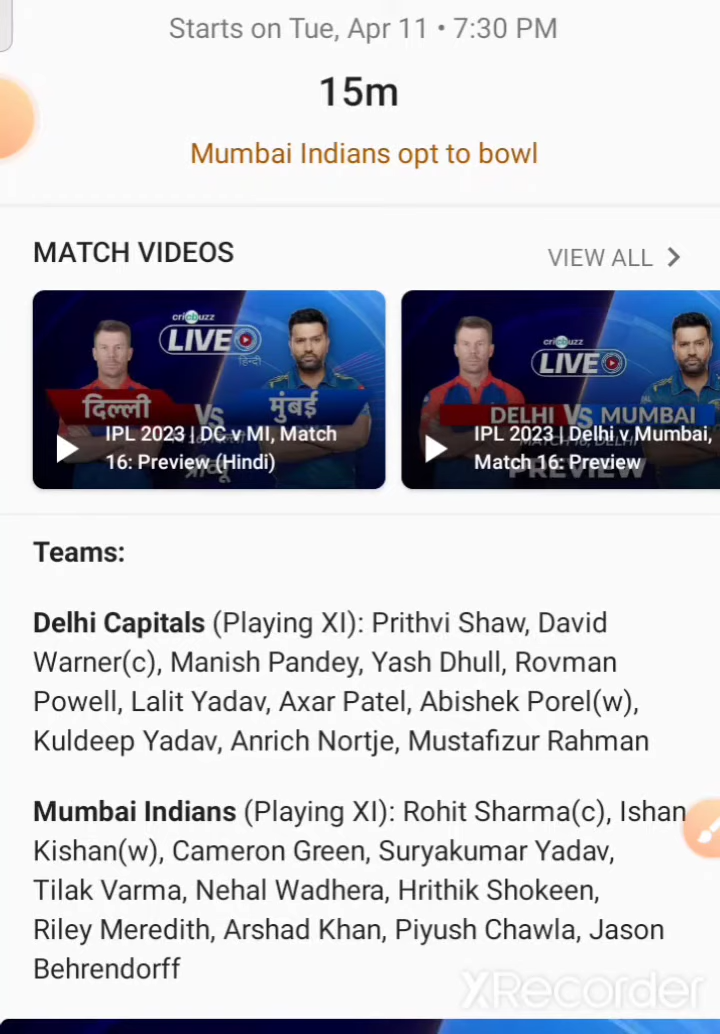 Starts on Tue, Apr 11 • 7:30 PM
15m
Mumbai Indians opt to bowl
MATCH VIDEOS
VIEW ALL
cricbuzz
LIVE
हिन्दी
दिल्ली VS मुंबई
IPL 2023 | DC v MI, Match
16: Preview (Hindi)
cricbuzz
LIVE
DELHI VS MUMBAI
IPL 2023 | Delhi v Mumbai,
Match 16: Preview
PREVIEW
Teams:
Delhi Capitals (Playing XI): Prithvi Shaw, David
Warner(c), Manish Pandey, Yash Dhull, Rovman
Powell, Lalit Yadav, Axar Patel, Abishek Porel(w),
Kuldeep Yadav, Anrich Nortje, Mustafizur Rahman
Mumbai Indians (Playing XI): Rohit Sharma(c), Ishan
Kishan(w), Cameron Green, Suryakumar Yadav,
Tilak Varma, Nehal Wadhera, Hrithik Shokeen,
Riley Meredith, Arshad Khan, Piyush Chawla, Jason
Behrendorff
XRecorder